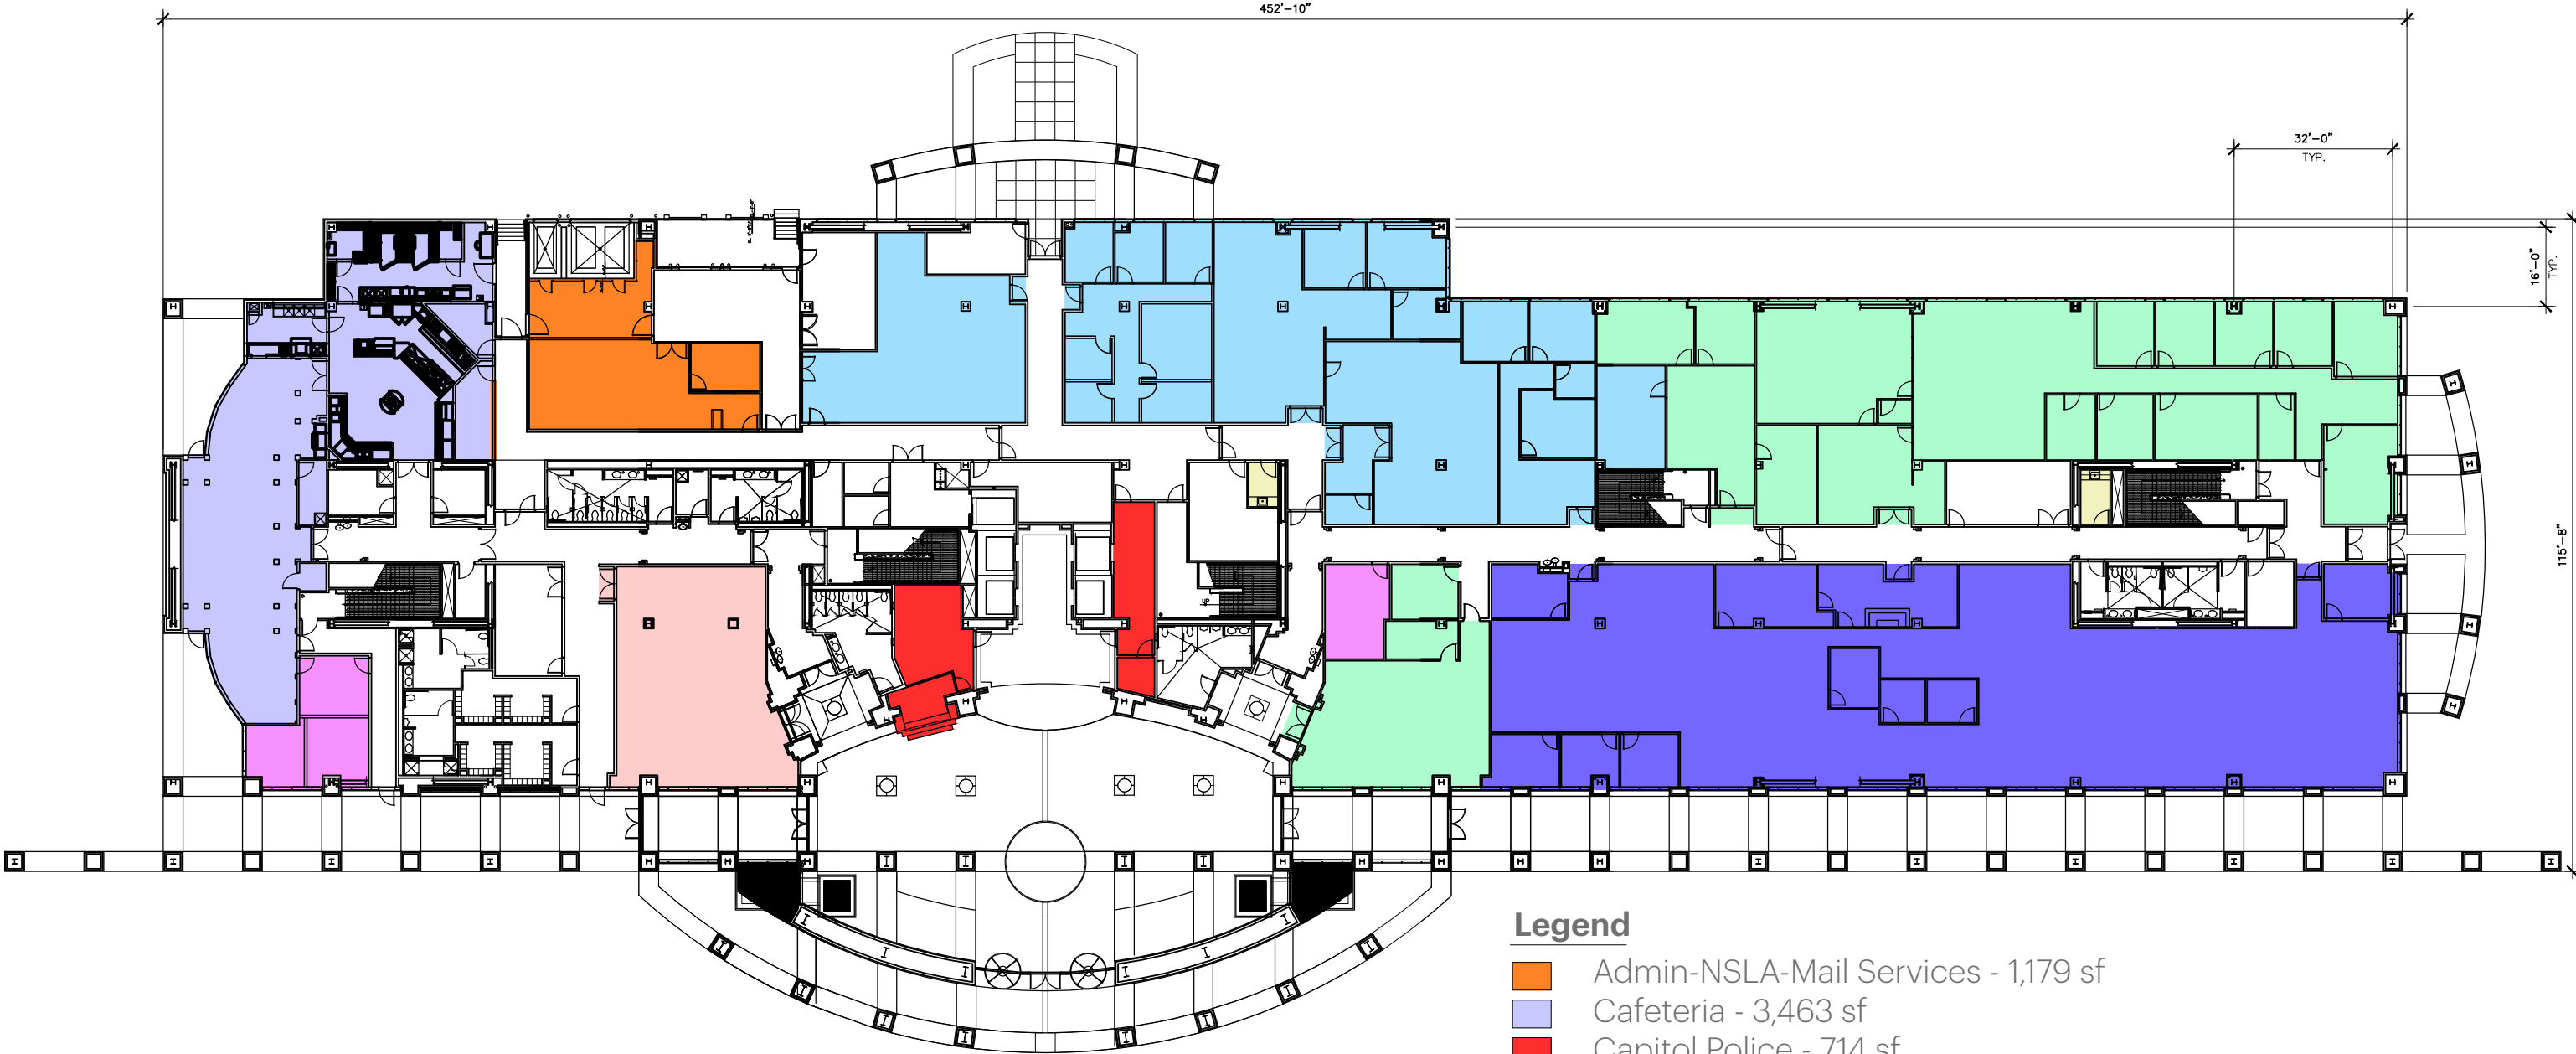 452'-10"
32'-0"
TYP.
16'-0"
TYP.
115'-8"
UP
Legend
Admin-NSLA-Mail Services - 1,179 sf
Cafeteria - 3,463 sf
Capitol Police - 714 sf